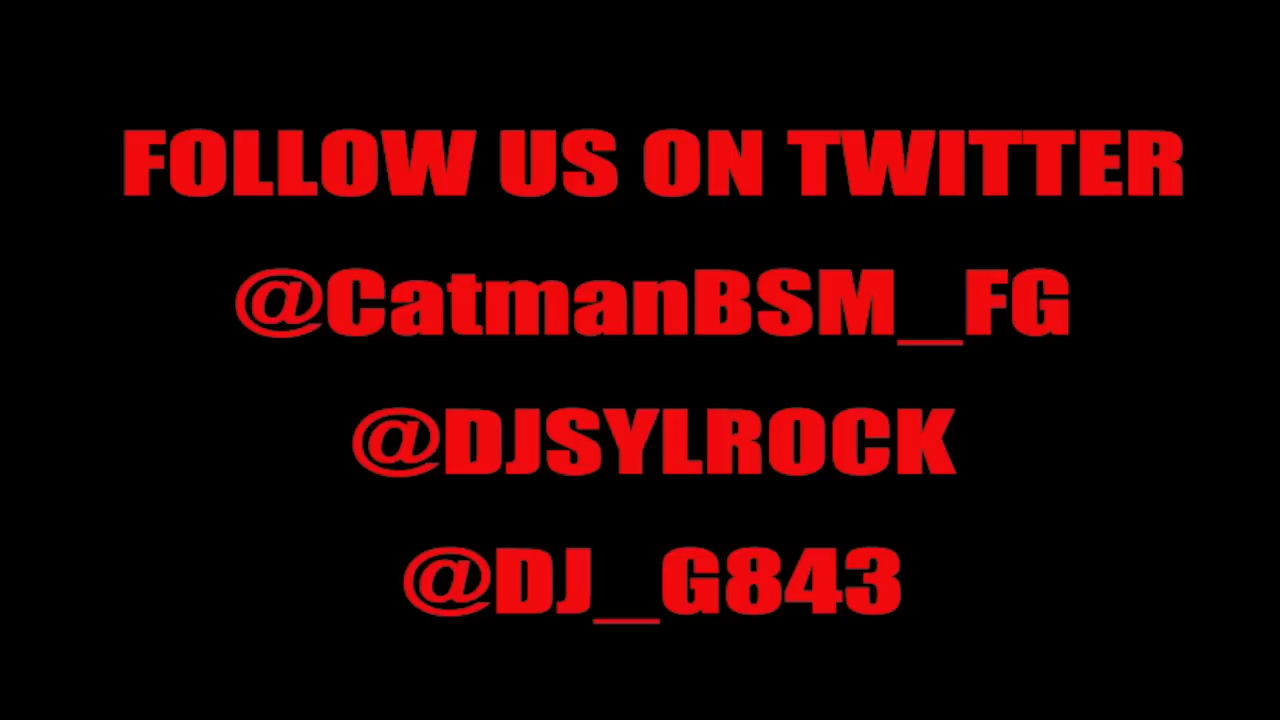 FOLLOW US ON TWITTER
@CatmanBSM_FG
@DJSYLROCK
@DJ_G843